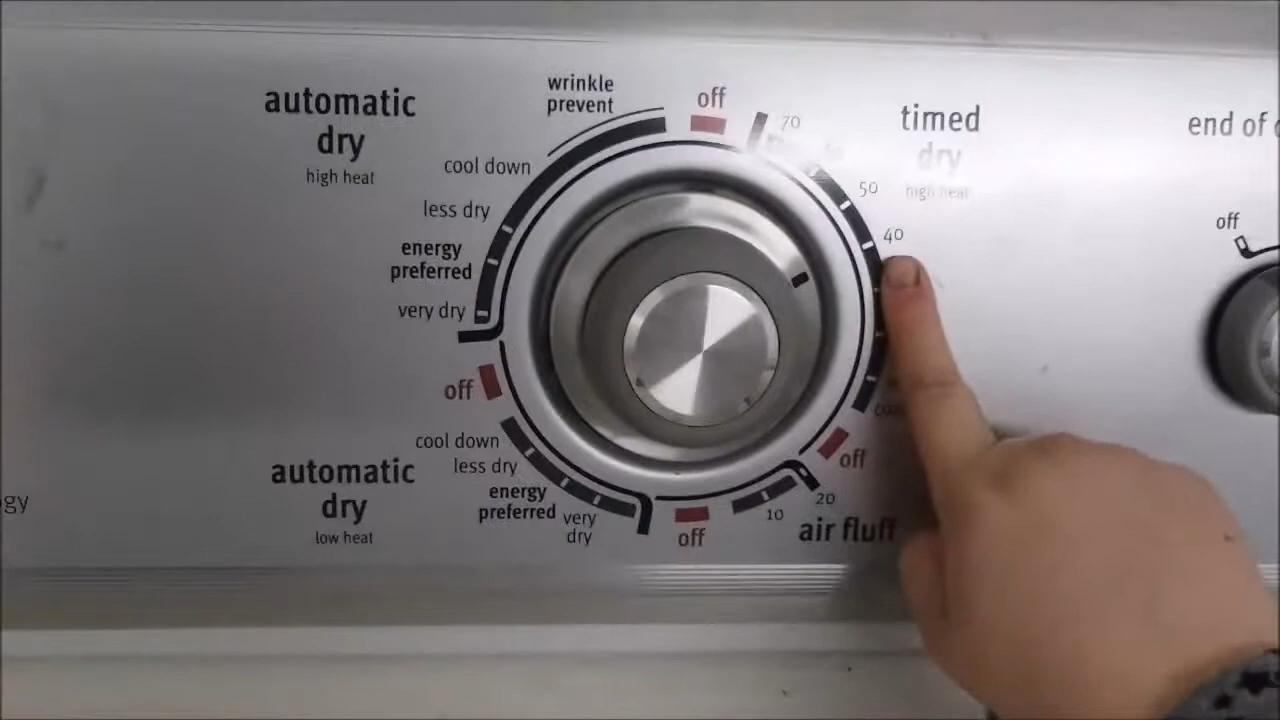 automatic
dry
high heat
wrinkle
prevent
cool down
less dry
energy
preferred
very dry
off
70
50
40
timed
dry
high heat
end of
off
off
automatic
dry
low heat
cool down
less dry
energy
preferred
very
dry
off
10
20
off
air fluff
gy